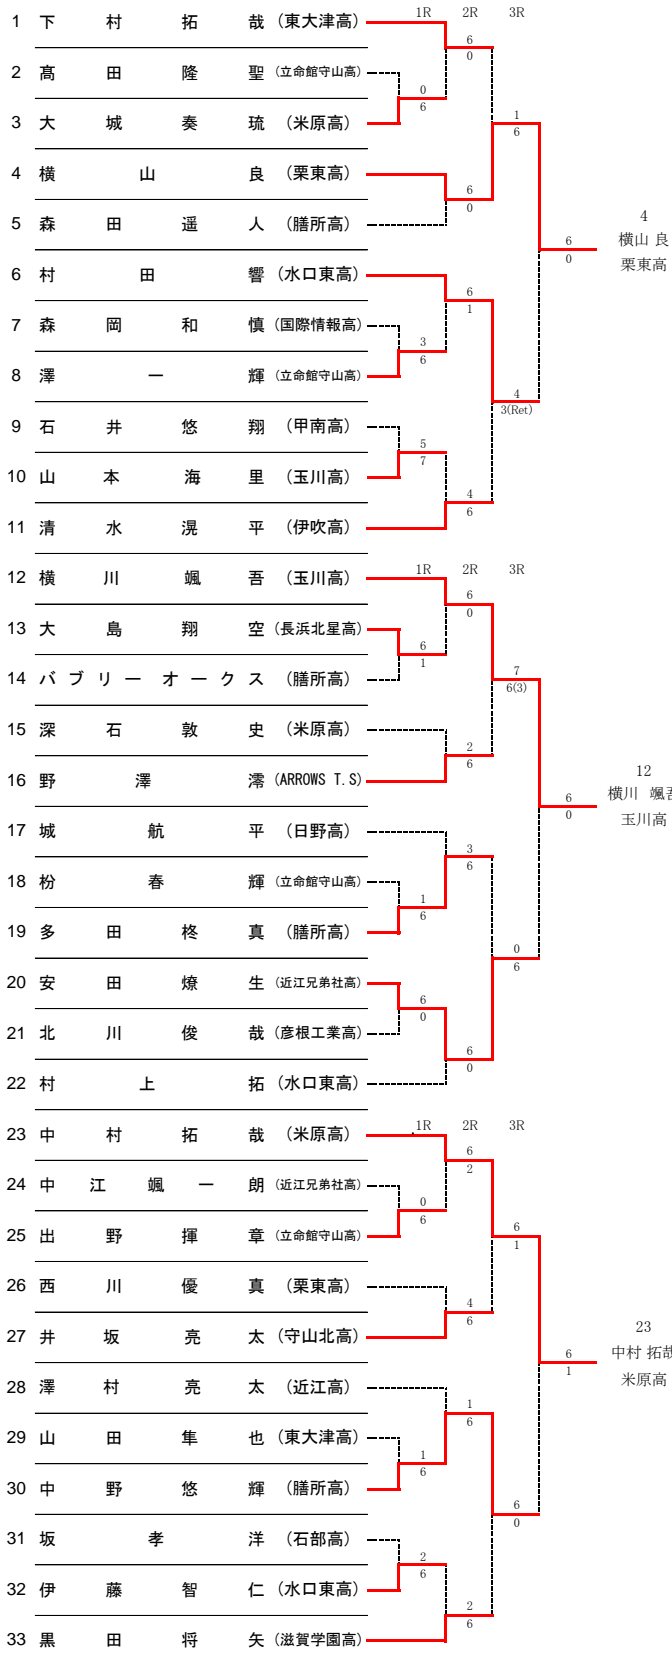 1R 2R 3R
1 下村拓哉 (東大津高)
6
0
2 髙田隆聖 (立命館守山高)
0
6
3 大城奏琉 (米原高)
1
6
4 横山良 (栗東高)
6
0
5 森田遥人 (膳所高)
6
0
4
横山 良
栗東高
6 村田響 (水口東高)
6
1
7 森岡和慎 (国際情報高)
3
6
8 澤一輝 (立命館守山高)
4
3(Ret)
9 石井悠翔 (甲南高)
5
7
10 山本海里 (玉川高)
4
6
11 清水滉平 (伊吹高)
1R 2R 3R
12 横川颯吾 (玉川高)
6
0
13 大島翔空 (長浜北星高)
6
1
14 バブリーオークス (膳所高)
7
6(3)
15 深石敦史 (米原高)
2
6
16 野澤澪 (ARROWS T.S)
6
0
12
横川 颯吾
玉川高
17 城航平 (日野高)
3
6
18 枌春輝 (立命館守山高)
1
6
19 多田柊真 (膳所高)
0
6
20 安田燎生 (近江兄弟社高)
6
0
21 北川俊哉 (彦根工業高)
6
0
22 村上拓 (水口東高)
1R 2R 3R
23 中村拓哉 (米原高)
6
2
24 中江颯一朗 (近江兄弟社高)
0
6
25 出野揮章 (立命館守山高)
6
1
26 西川優真 (栗東高)
4
6
27 井坂亮太 (守山北高)
6
1
23
中村 拓哉
米原高
28 澤村亮太 (近江高)
1
6
29 山田隼也 (東大津高)
1
6
30 中野悠輝 (膳所高)
6
0
31 坂孝洋 (石部高)
2
6
32 伊藤智仁 (水口東高)
2
6
33 黒田将矢 (滋賀学園高)